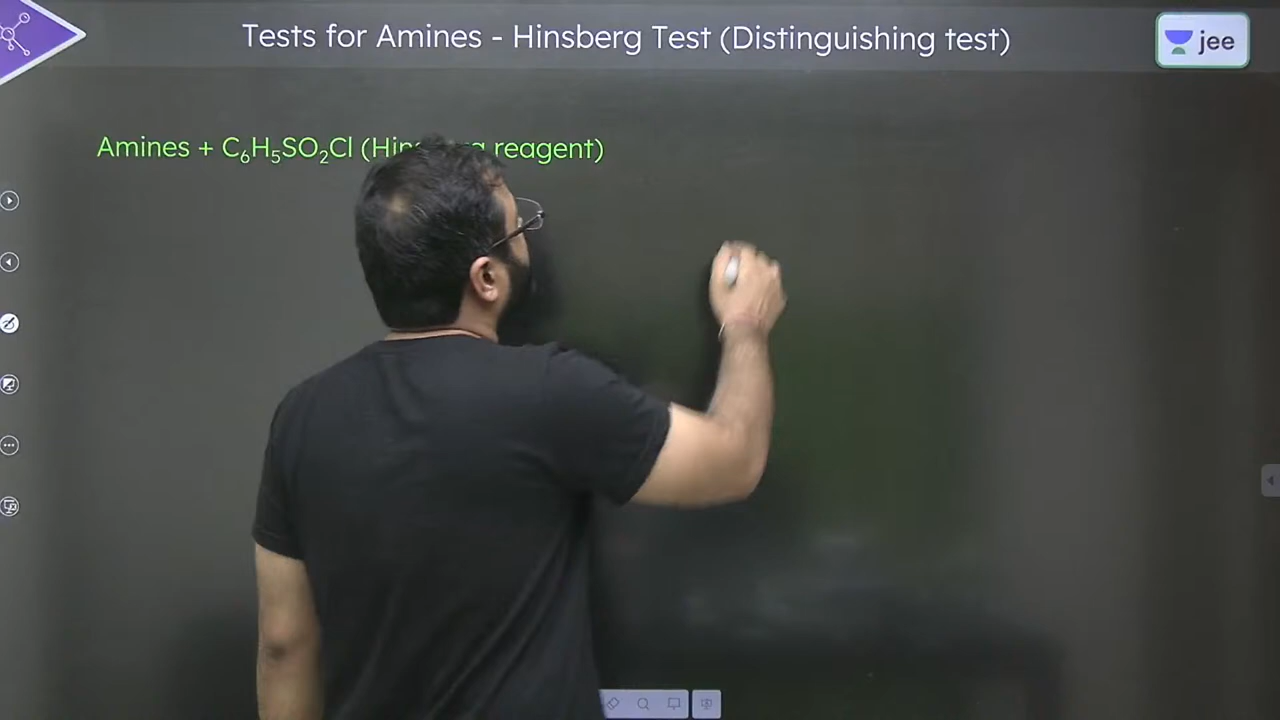 Tests for Amines - Hinsberg Test (Distinguishing test)
jee
Amines + C₆H₅SO₂Cl (Hin reagent)